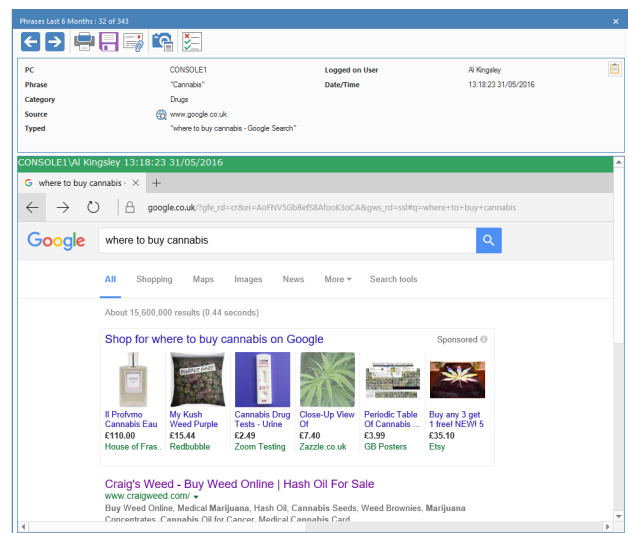 Phrases Last 6 Months : 32 of 343
PC CONSOLE1 Logged on User Al Kingsley
Phrase "Cannabis" Date/Time 13:18:23 31/05/2016
Category Drugs
Source www.google.co.uk
Typed "where to buy cannabis - Google Search"
CONSOLE1\Al Kingsley 13:18:23 31/05/2016
G where to buy cannabis -
google.co.uk/?gfe_rd=cr&ei=AoFNV5GbBefS8AfooK3oCA&gws_rd=ssl#q=where+to+buy+cannabis
Google where to buy cannabis
All Shopping Maps Images News More Search tools
About 15,600,000 results (0.44 seconds)
Shop for where to buy cannabis on Google Sponsored
PURPLE HAZE
Il Profvmo My Kush Cannabis Drug Close-Up View Periodic Table Buy any 3 get
Cannabis Eau Weed Purple Tests - Urine Of Of Cannabis ... 1 free! NEW! 5
£110.00 £15.44 £2.49 £7.40 £3.99 £35.10
House of Fras.. Redbubble Zoom Testing Zazzle.co.uk GB Posters Etsy
Craig's Weed - Buy Weed Online | Hash Oil For Sale
www.craigweed.com/
Buy Weed Online, Medical Marijuana, Hash Oil, Cannabis Seeds, Weed Brownies, Marijuana
Concentrates, Cannabis Oil for Cancer, Medical Cannabis Card